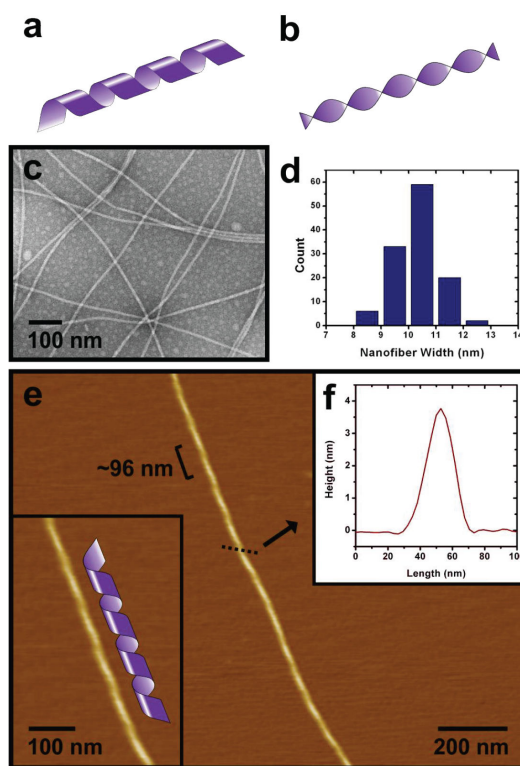 a
b
c
100 nm
d
60
50
40
30
20
10
0
Count
7 8 9 10 11 12 13 14
Nanofiber Width (nm)
e
~96 nm
f
4
3
2
1
0
Height (nm)
0 20 40 60 80 100
Length (nm)
100 nm
200 nm